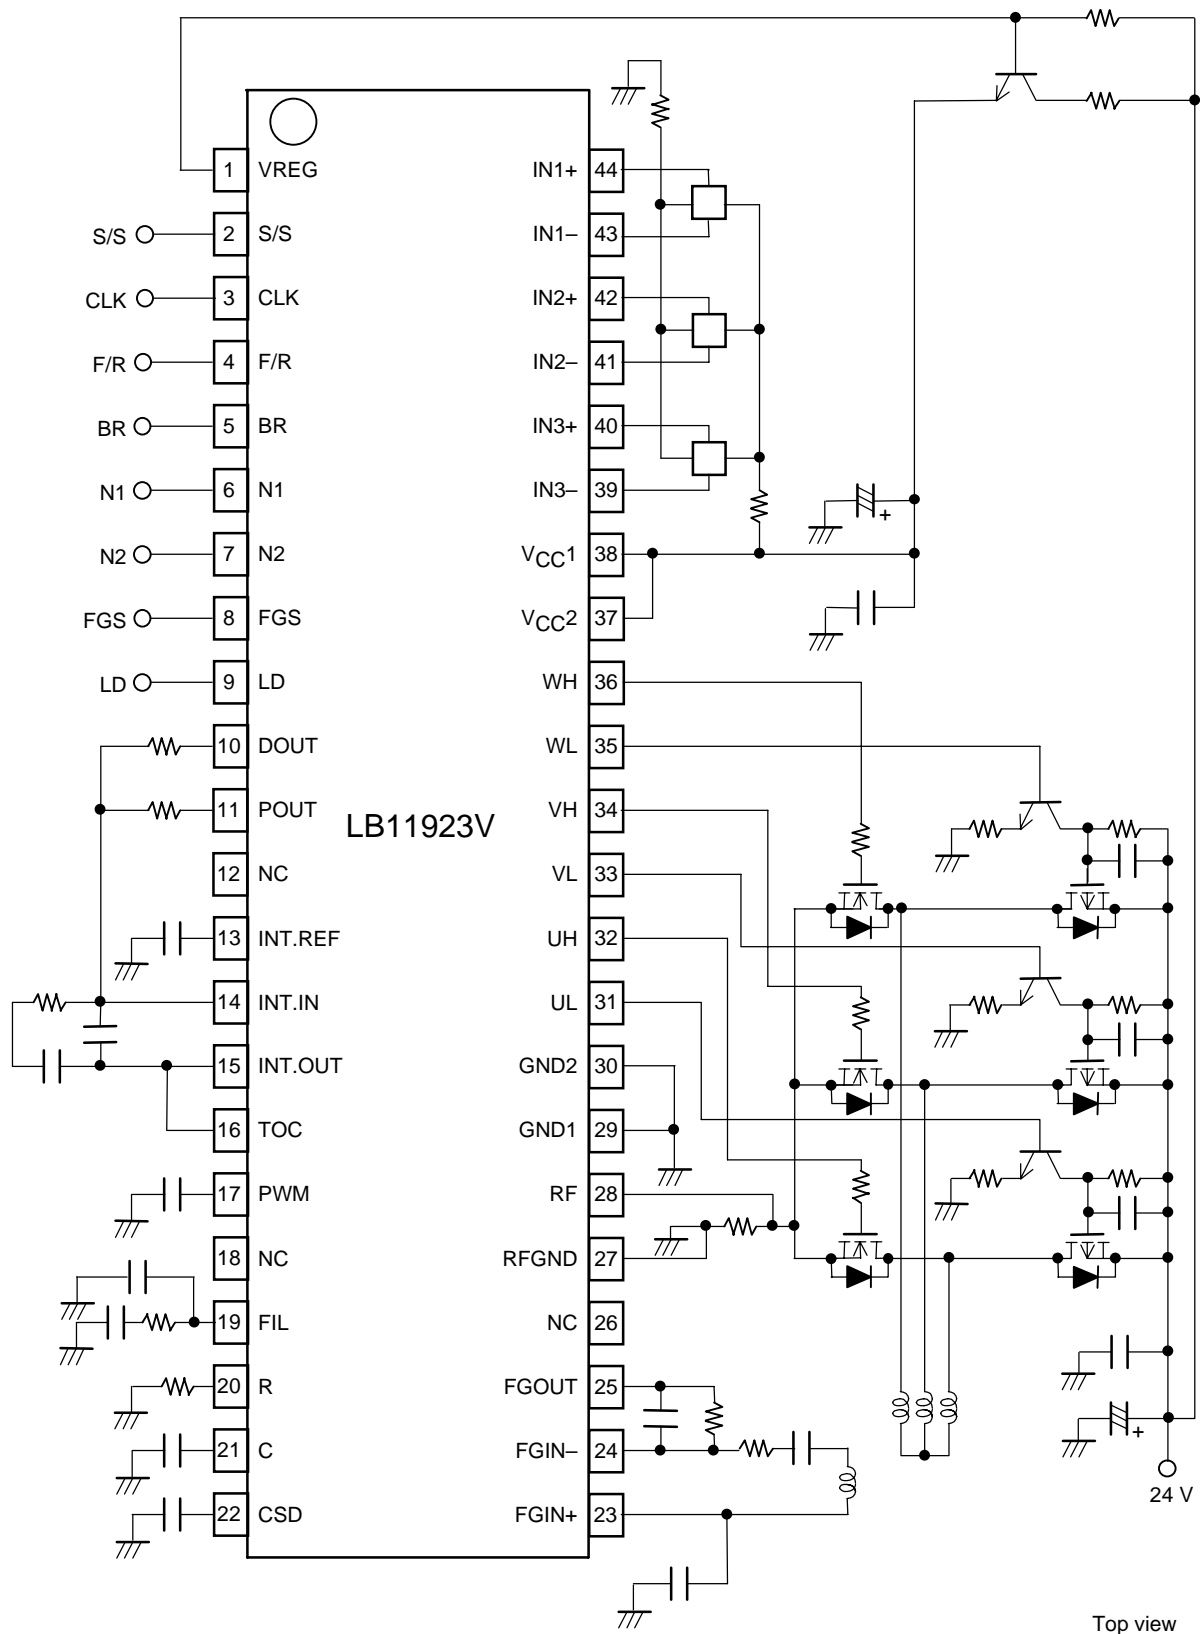 1 VREG IN1+ 44
S/S 2 S/S IN1– 43
CLK 3 CLK IN2+ 42
F/R 4 F/R IN2– 41
BR 5 BR IN3+ 40
N1 6 N1 IN3– 39
+
N2 7 N2 VCC1 38
FGS 8 FGS VCC2 37
LD 9 LD WH 36
10 DOUT WL 35
11 POUT VH 34
LB11923V
12 NC VL 33
13 INT.REF UH 32
14 INT.IN UL 31
15 INT.OUT GND2 30
16 TOC GND1 29
17 PWM RF 28
18 NC RFGND 27
19 FIL NC 26
20 R FGOUT 25
+
21 C FGIN– 24
24 V
22 CSD FGIN+ 23
Top view